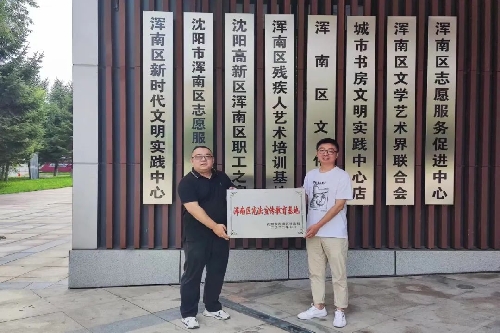 浑南区新时代文明实践中心
沈阳市浑南区志愿服
沈阳高新区浑南区职工之
浑南区残疾人艺术培训基地
浑南区文
城市书房文明实践中心店
浑南区文学艺术界联合会
浑南区志愿服务促进中心
浑南区宪法宣传教育基地